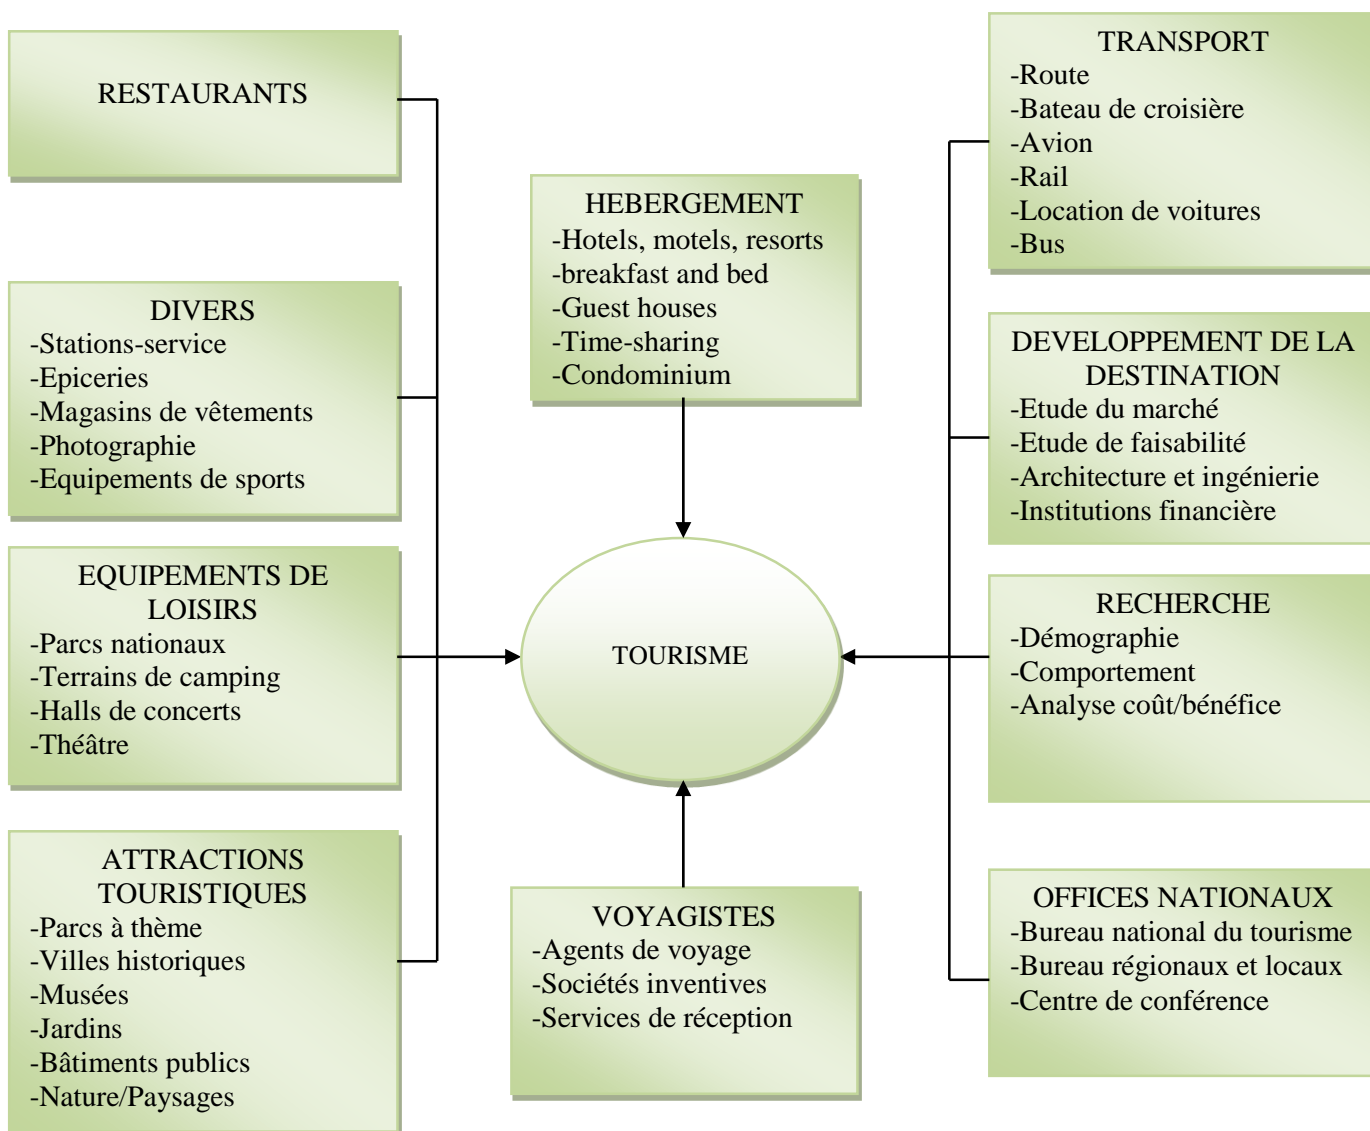 RESTAURANTS
DIVERS
-Stations-service
-Epiceries
-Magasins de vêtements
-Photographie
-Equipements de sports
EQUIPEMENTS DE
LOISIRS
-Parcs nationaux
-Terrains de camping
-Halls de concerts
-Théâtre
ATTRACTIONS
TOURISTIQUES
-Parcs à thème
-Villes historiques
-Musées
-Jardins
-Bâtiments publics
-Nature/Paysages
HEBERGEMENT
-Hotels, motels, resorts
-breakfast and bed
-Guest houses
-Time-sharing
-Condominium
TOURISME
VOYAGISTES
-Agents de voyage
-Sociétés inventives
-Services de réception
TRANSPORT
-Route
-Bateau de croisière
-Avion
-Rail
-Location de voitures
-Bus
DEVELOPPEMENT DE LA
DESTINATION
-Etude du marché
-Etude de faisabilité
-Architecture et ingénierie
-Institutions financière
RECHERCHE
-Démographie
-Comportement
-Analyse coût/bénéfice
OFFICES NATIONAUX
-Bureau national du tourisme
-Bureau régionaux et locaux
-Centre de conférence